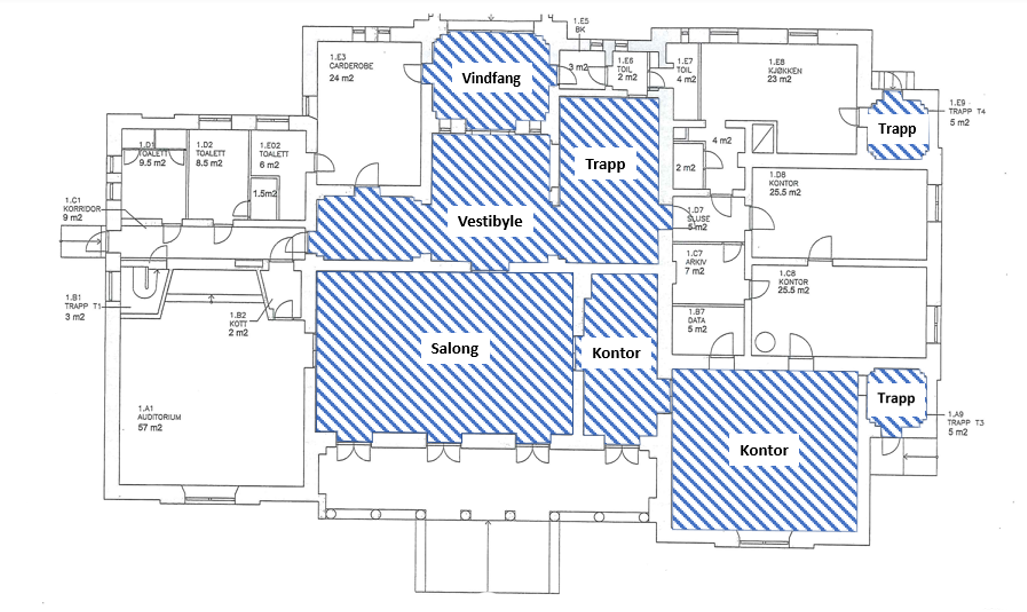 1.E5
BK
1.E3
CARDEROBE
24 m2
Vindfang
3 m2
1.E6
TOIL
2 m2
1.E7
TOIL
4 m2
1.E8
KJØKKEN
23 m2
1.E9
TRAPP T4
5 m2
Trapp
1.D1
TOALETT
9.5 m2
1.D2
TOALETT
8.5 m2
1.E02
TOALETT
6 m2
1.5m2
Trapp
4 m2
2 m2
1.D8
KONTOR
25.5 m2
1.C1
KORRIDOR
9 m2
Vestibyle
1.D7
SLUSE
5 m2
1.C7
ARKIV
7 m2
1.C8
KONTOR
25.5 m2
1.B1
TRAPP T1
3 m2
1.B2
KOTT
2 m2
1.B7
DATA
5 m2
Salong
Kontor
Trapp
1.A1
AUDITORIUM
57 m2
1.A9
TRAPP T3
5 m2
Kontor